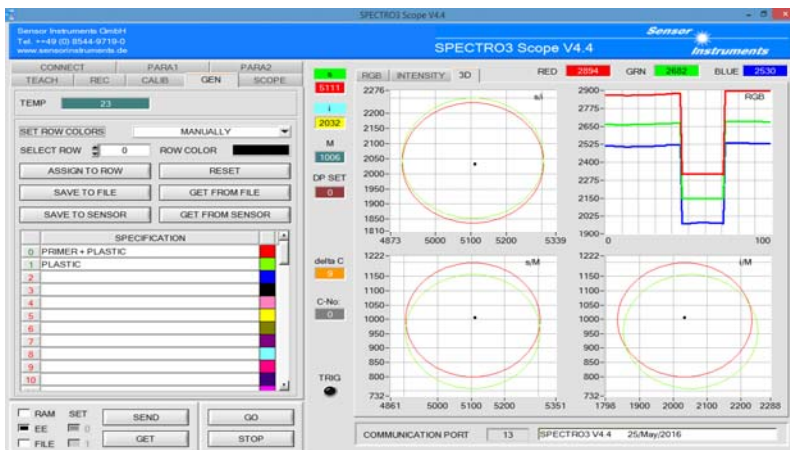 SPECTRO3 Scope V4.4
Sensor Instruments GmbH
Tel. ++49 (0) 8544-9719-0
www.sensorinstruments.de
SPECTRO3 Scope V4.4
Sensor
Instruments
CONNECT PARA1 PARA2
TEACH REC CALIB GEN SCOPE
TEMP 23
SET ROW COLORS MANUALLY
SELECT ROW 0 ROW COLOR
ASSIGN TO ROW RESET
SAVE TO FILE GET FROM FILE
SAVE TO SENSOR GET FROM SENSOR
SPECIFICATION
0 PRIMER + PLASTIC
1 PLASTIC
2
3
4
5
6
7
8
9
10
RAM SET SEND GO
EE 0
FILE 1 GET STOP
s
5111
i
2032
M
1006
DP SET
0
delta C
9
C-No:
0
TRIG
RGB INTENSITY 3D RED 2894 GRN 2682 BLUE 2530
s/i
2276
2200
2150
2100
2050
2000
1950
1900
1850
1810
4873 5000 5100 5200 5339
RGB
2900
2775
2650
2525
2400
2275
2150
2025
1900
0 100
s/M
1222
1150
1100
1050
1000
950
900
850
800
732
4861 5000 5100 5200 5351
i/M
1222
1150
1100
1050
1000
950
900
850
800
732
1798 1900 2000 2100 2200 2288
COMMUNICATION PORT 13 SPECTRO3 V4.4 25/May/2016